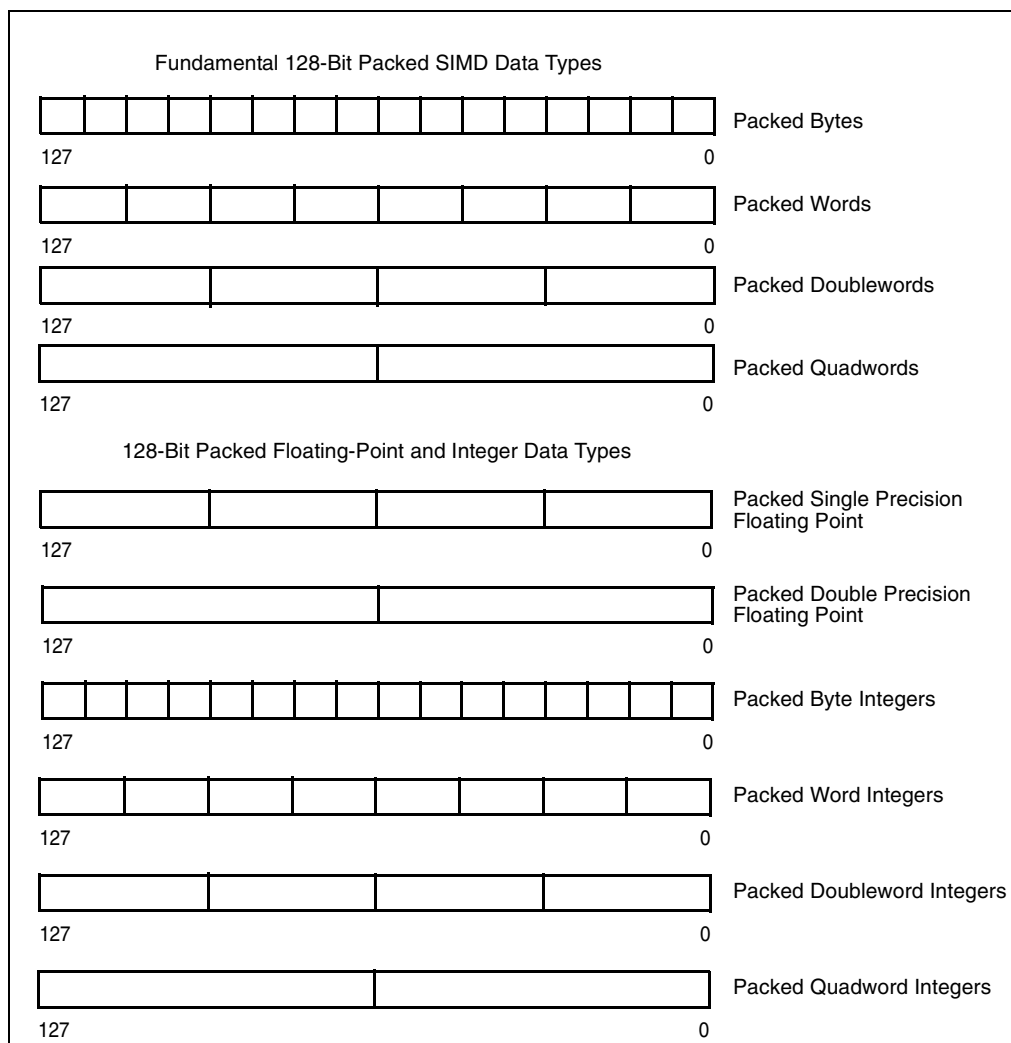 Fundamental 128-Bit Packed SIMD Data Types
Packed Bytes
127 0
Packed Words
127 0
Packed Doublewords
127 0
Packed Quadwords
127 0
128-Bit Packed Floating-Point and Integer Data Types
Packed Single Precision
Floating Point
127 0
Packed Double Precision
Floating Point
127 0
Packed Byte Integers
127 0
Packed Word Integers
127 0
Packed Doubleword Integers
127 0
Packed Quadword Integers
127 0